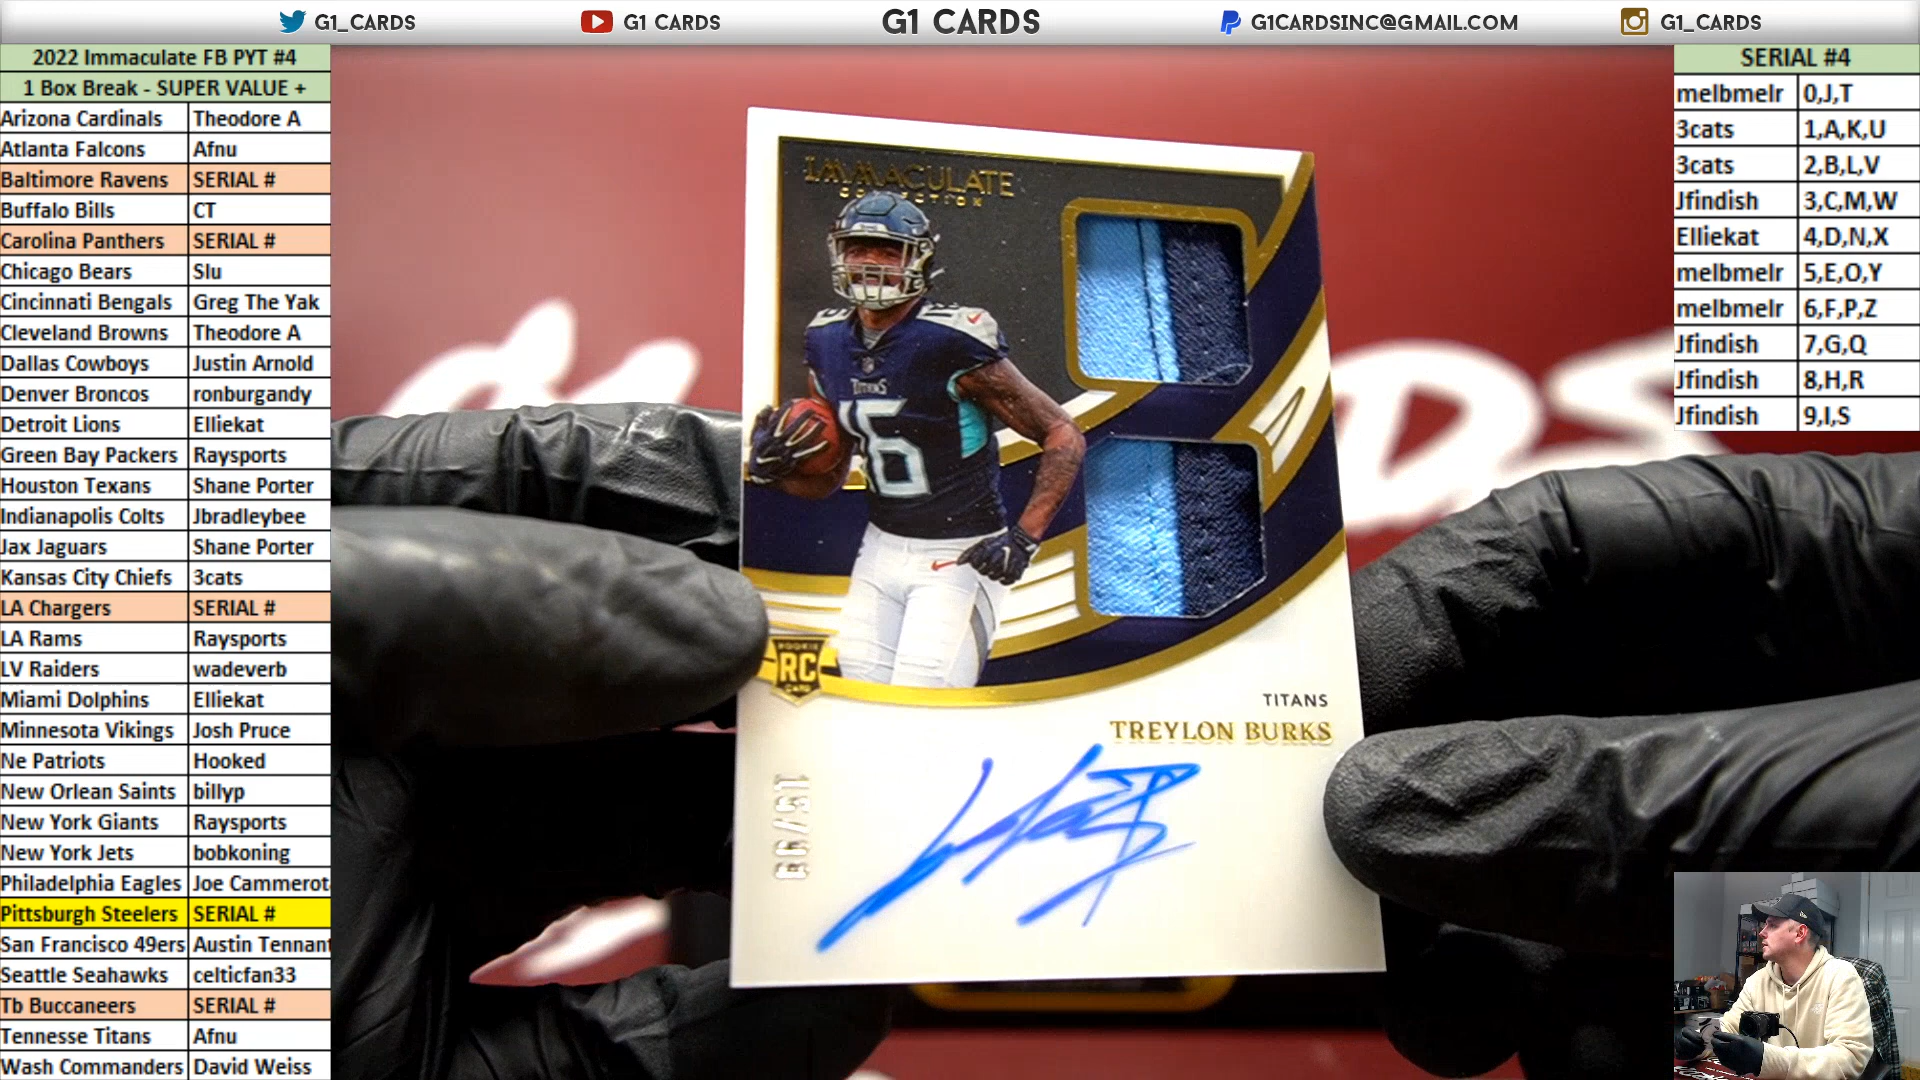 G1_CARDS
G1 CARDS
G1 CARDS
G1CARDSINC@GMAIL.COM
G1_CARDS
2022 Immaculate FB PYT #4
1 Box Break - SUPER VALUE +
Arizona Cardinals Theodore A
Atlanta Falcons Afnu
Baltimore Ravens SERIAL #
Buffalo Bills CT
Carolina Panthers SERIAL #
Chicago Bears Slu
Cincinnati Bengals Greg The Yak
Cleveland Browns Theodore A
Dallas Cowboys Justin Arnold
Denver Broncos ronburgandy
Detroit Lions Elliekat
Green Bay Packers Raysports
Houston Texans Shane Porter
Indianapolis Colts Jbradleybee
Jax Jaguars Shane Porter
Kansas City Chiefs 3cats
LA Chargers SERIAL #
LA Rams Raysports
LV Raiders wadeverb
Miami Dolphins Elliekat
Minnesota Vikings Josh Pruce
Ne Patriots Hooked
New Orlean Saints billyp
New York Giants Raysports
New York Jets bobkoning
Philadelphia Eagles Joe Cammerot
Pittsburgh Steelers SERIAL #
San Francisco 49ers Austin Tennant
Seattle Seahawks celticfan33
Tb Buccaneers SERIAL #
Tennesse Titans Afnu
Wash Commanders David Weiss
IMMACULATE
COLLECTION
TITANS
16
ROOKIE
RC
CARD
TITANS
TREYLON BURKS
15/99
SERIAL #4
melbmelr 0,J,T
3cats 1,A,K,U
3cats 2,B,L,V
Jfindish 3,C,M,W
Elliekat 4,D,N,X
melbmelr 5,E,O,Y
melbmelr 6,F,P,Z
Jfindish 7,G,Q
Jfindish 8,H,R
Jfindish 9,I,S